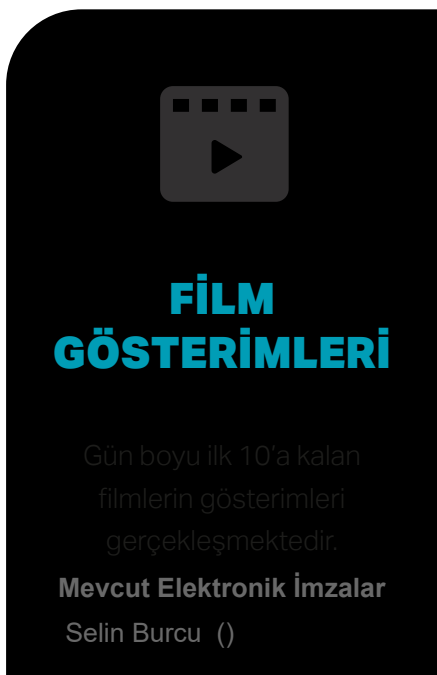 FİLM
GÖSTERİMLERİ
Gün boyu ilk 10'a kalan
filmlerin gösterimleri
gerçekleşmektedir.
Mevcut Elektronik İmzalar
Selin Burcu ()